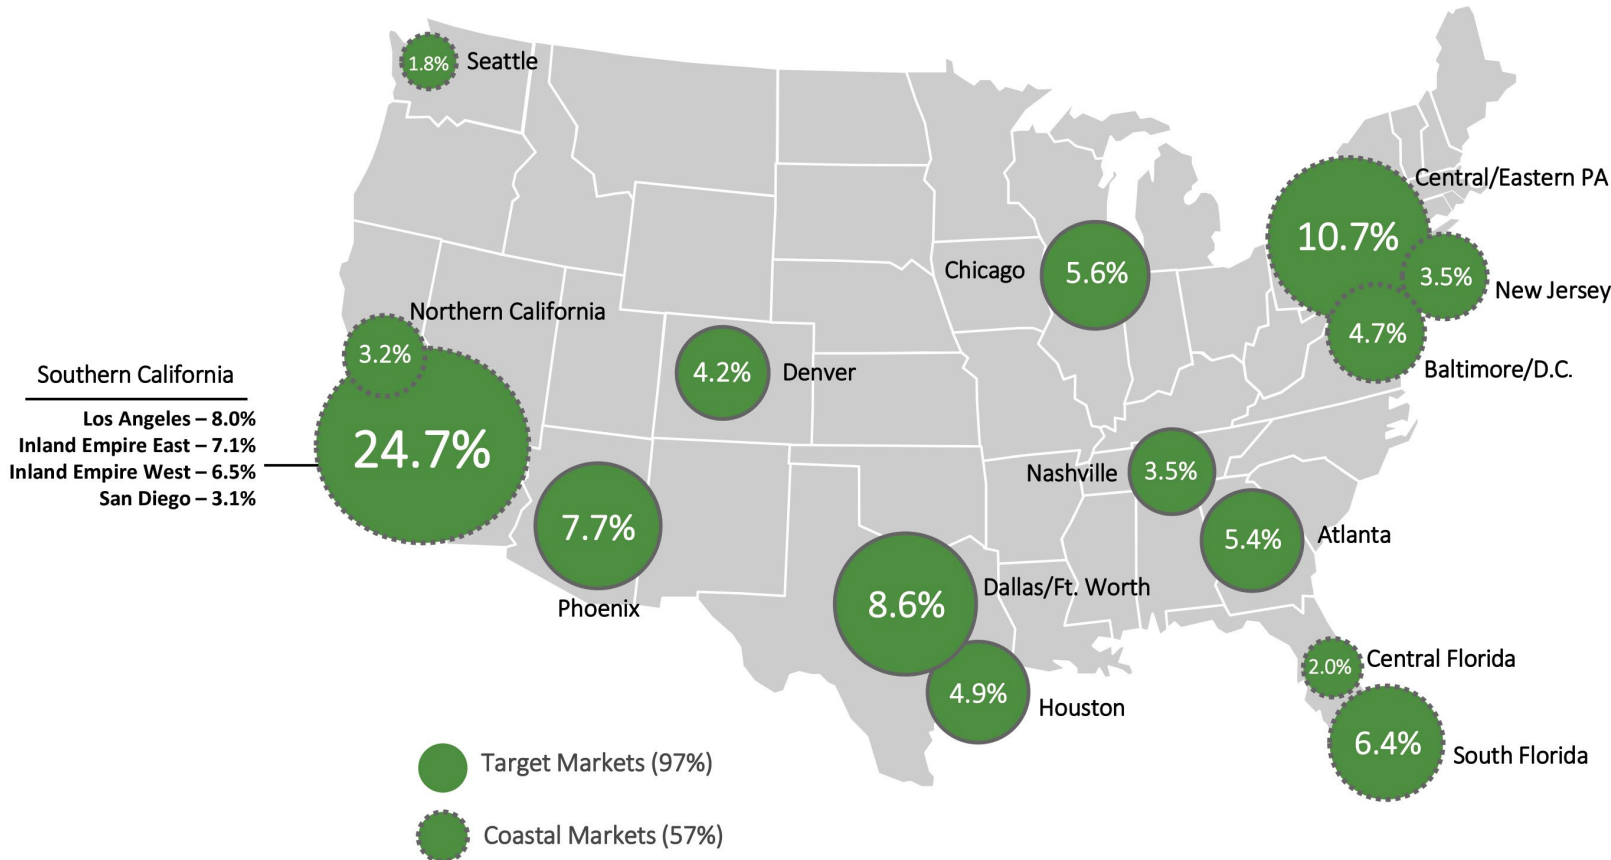 1.8% Seattle
Central/Eastern PA
10.7%
3.5%
New Jersey
4.7%
Baltimore/D.C.
Chicago 5.6%
Northern California
3.2%
4.2% Denver
Southern California
Los Angeles – 8.0%
Inland Empire East – 7.1%
Inland Empire West – 6.5%
San Diego – 3.1%
24.7%
Nashville 3.5%
7.7%
Phoenix
5.4% Atlanta
Dallas/Ft. Worth
8.6%
4.9%
Houston
2.0% Central Florida
6.4% South Florida
Target Markets (97%)
Coastal Markets (57%)